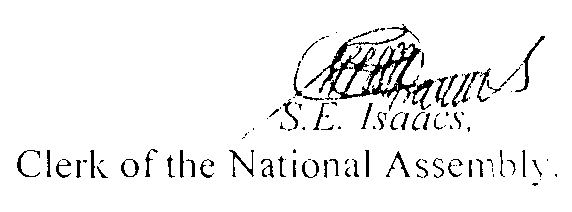 S.E. Isaacs,
Clerk of the National Assembly.